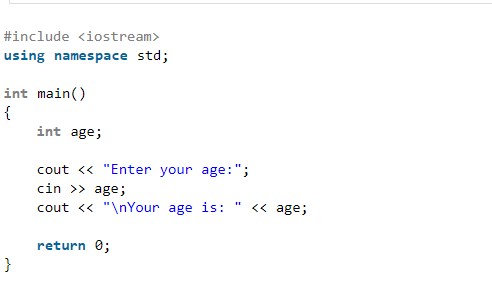 #include <iostream>
using namespace std;
int main()
{
    int age;
    cout << "Enter your age:";
    cin >> age;
    cout << "\nYour age is: " << age;
    return 0;
}